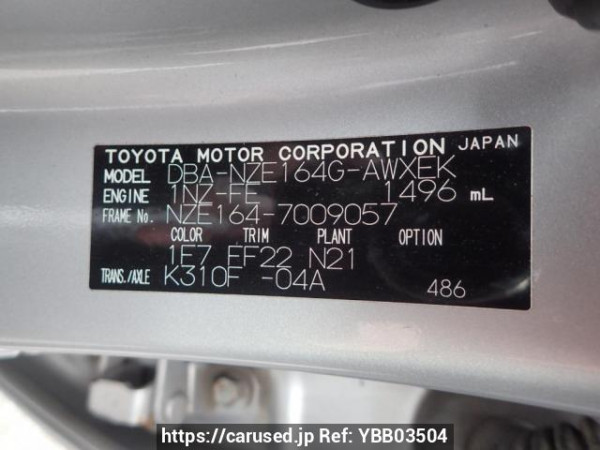 TOYOTA MOTOR CORPORATION JAPAN
MODEL DBA-NZE164G-AWXEK
ENGINE 1NZ-FE 1496 mL
FRAME No. NZE164-7009057
COLOR TRIM PLANT OPTION
1E7 FF22 N21
TRANS./AXLE K310F -04A 486
https://carused.jp Ref: YBB03504